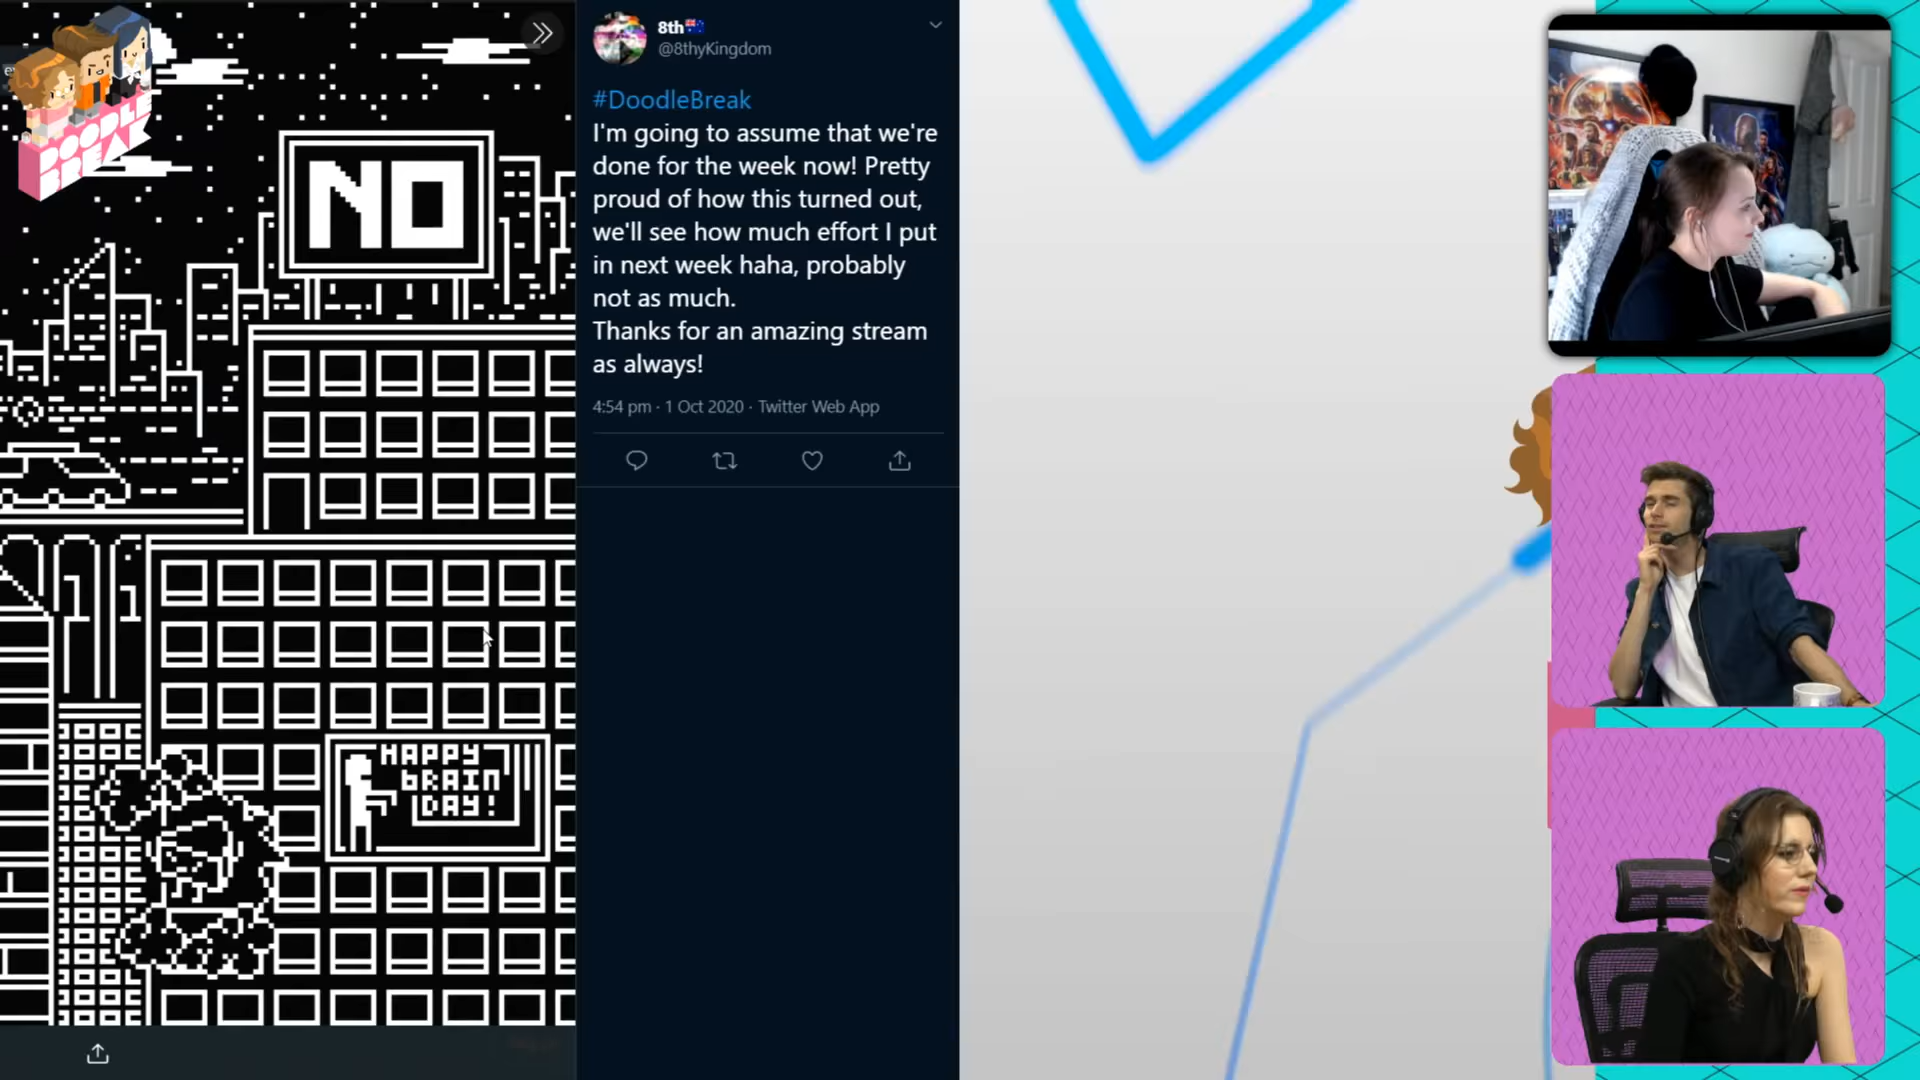 DOODLE
BREAK
NO
HAPPY
BRAIN
DAY!
8th
@8thyKingdom
#DoodleBreak
I'm going to assume that we're
done for the week now! Pretty
proud of how this turned out,
we'll see how much effort I put
in next week haha, probably
not as much.
Thanks for an amazing stream
as always!
4:54 pm · 1 Oct 2020 · Twitter Web App